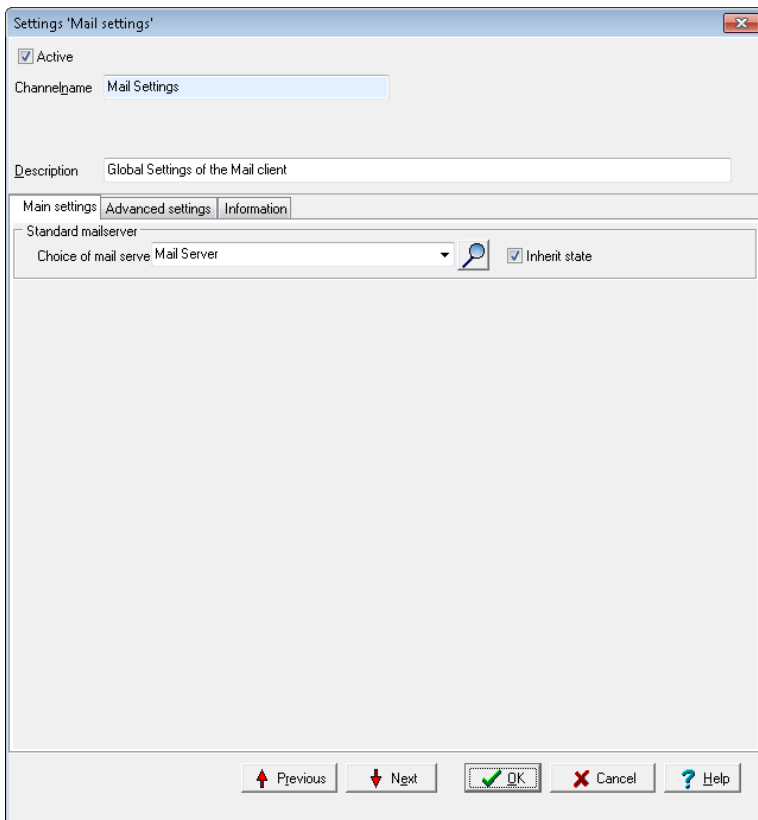 Settings 'Mail settings'
Active
Channelname Mail Settings
Description Global Settings of the Mail client
Main settings Advanced settings Information
Standard mailserver
Choice of mail serve Mail Server Inherit state
Previous Next OK Cancel ? Help